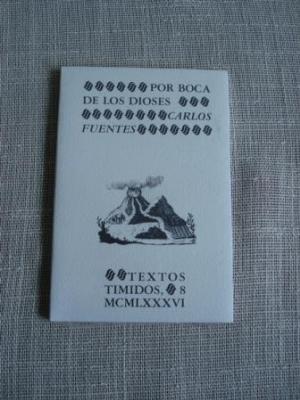 POR BOCA
DE LOS DIOSES
CARLOS
FUENTES
TEXTOS
TIMIDOS, 8
MCMLXXXVI